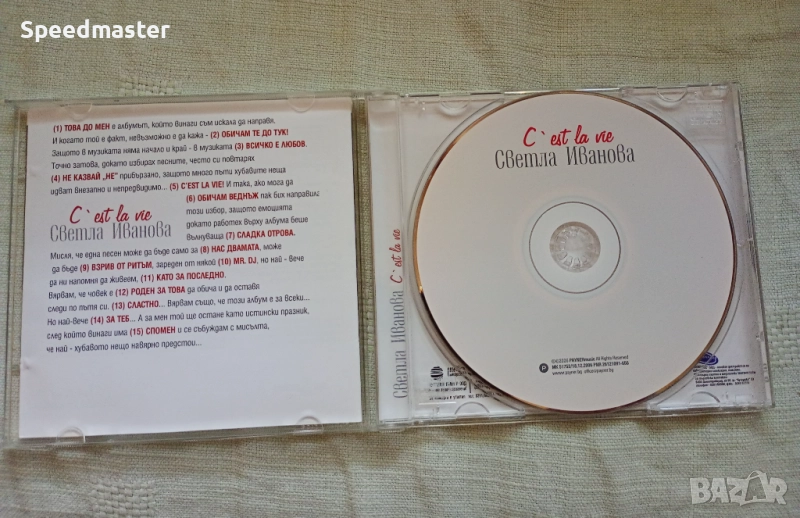 Speedmaster
(1) ТОВА ДО МЕН е албумът, който винаги съм искала да направя.
И когато той е факт, невъзможно е да кажа - (2) ОБИЧАМ ТЕ ДО ТУК!
Защото в музиката няма начало и край - в музиката (3) ВСИЧКО Е ЛЮБОВ.
Точно затова, докато избирах песните, често си повтарях
(4) НЕ КАЗВАЙ „НЕ" прибързано, защото много пъти хубавите неща
идват внезапно и непредвидимо... (5) C'EST LA VIE! И така, ако мога да
(6) ОБИЧАМ ВЕДНЪЖ пак бих направила
този избор, защото емоцията
докато работех върху албума беше
вълнуваща (7) СЛАДКА ОТРОВА.
C`est la vie
Светла Иванова
Мисля, че една песен може да бъде само за (8) НАС ДВАМАТА, може
да бъде (9) ВЗРИВ ОТ РИТЪМ, зареден от някой (10) MR. DJ, но най - вече
да ни напомня да живеем, (11) КАТО ЗА ПОСЛЕДНО.
Вярвам, че човек е (12) РОДЕН ЗА ТОВА да обича и да оставя
следи по пътя си. (13) СЛАСТНО... Вярвам също, че този албум е за всеки...
Но най-вече (14) ЗА ТЕБ... А за мен той ще остане като истински празник,
след който винаги има (15) СПОМЕН и се събуждам с мисълта,
че най - хубавото нещо навярно предстои...
Светла Иванова C`est la vie
C`est la vie
Светла Иванова
All Rights Reserved
BAZAR